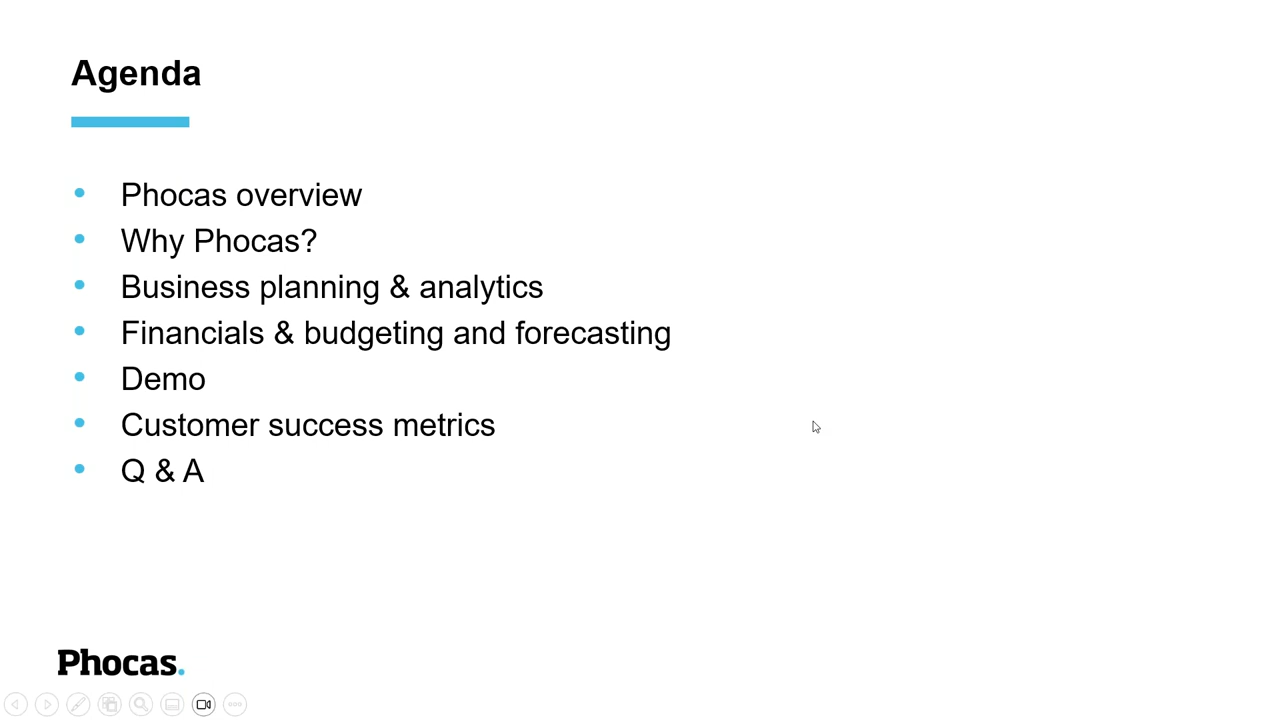 Agenda
• Phocas overview
• Why Phocas?
• Business planning & analytics
• Financials & budgeting and forecasting
• Demo
• Customer success metrics
• Q & A
Phocas.